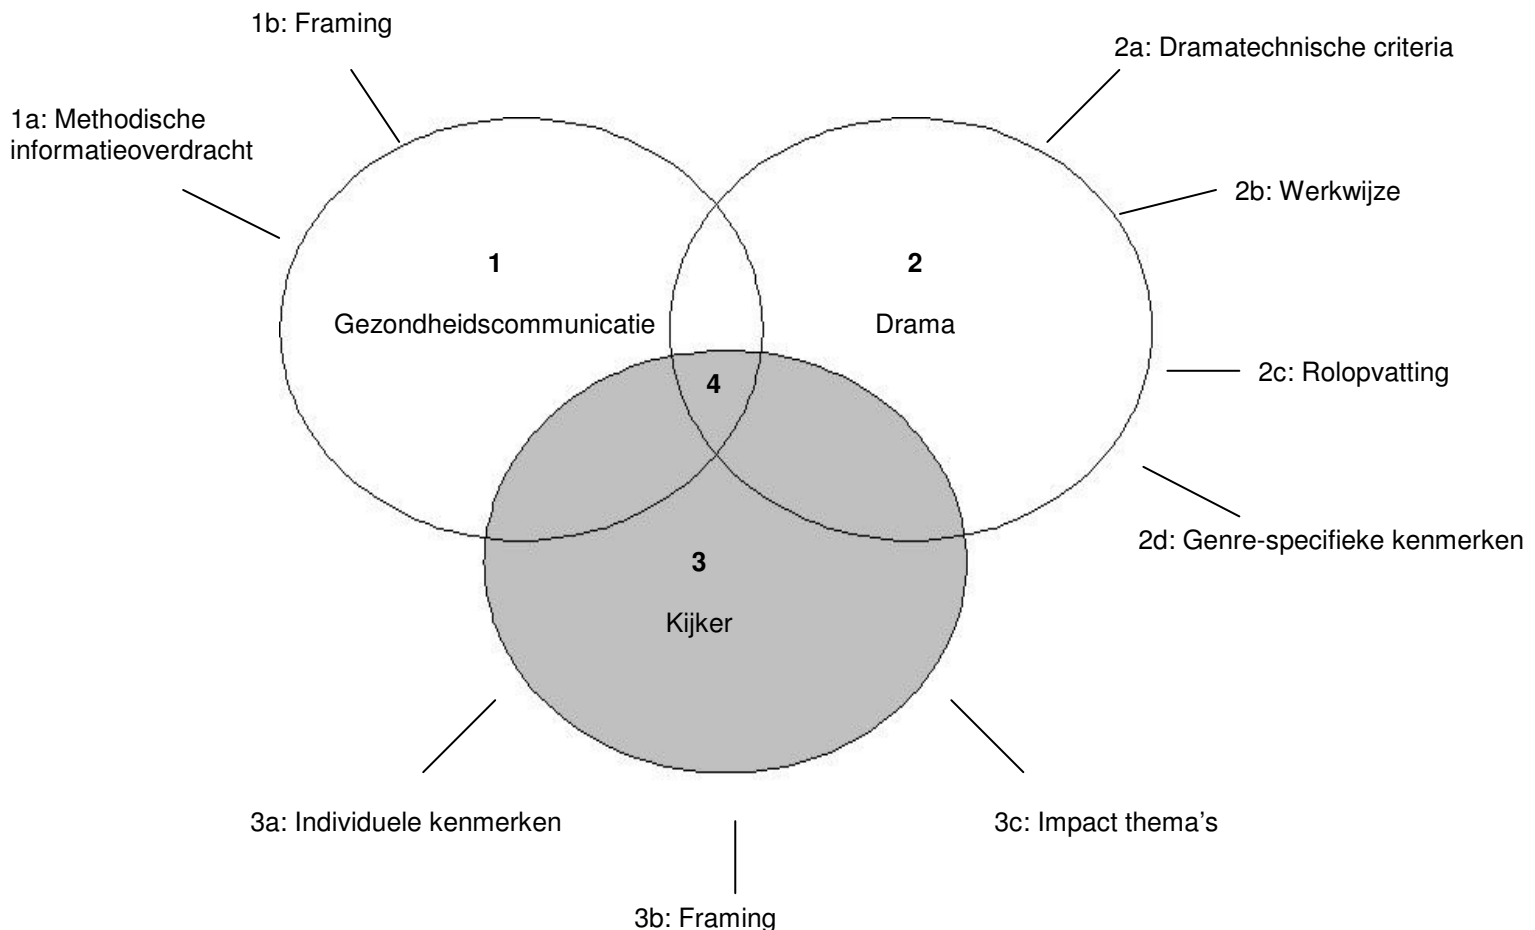 1b: Framing
2a: Dramatechnische criteria
1a: Methodische
informatieoverdracht
2b: Werkwijze
1
2
Gezondheidscommunicatie
Drama
2c: Rolopvatting
4
2d: Genre-specifieke kenmerken
3
Kijker
3a: Individuele kenmerken
3c: Impact thema's
3b: Framing